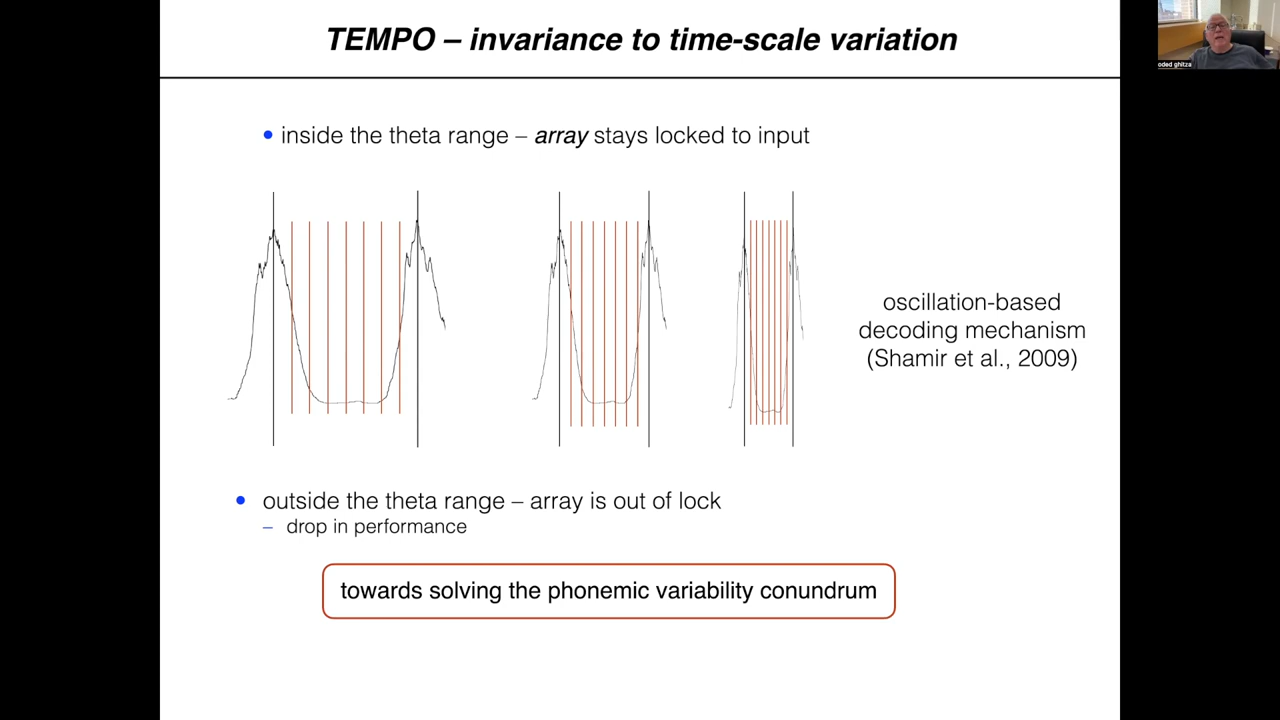 TEMPO – invariance to time-scale variation
oded ghitza
• inside the theta range – array stays locked to input
oscillation-based
decoding mechanism
(Shamir et al., 2009)
• outside the theta range – array is out of lock
– drop in performance
towards solving the phonemic variability conundrum